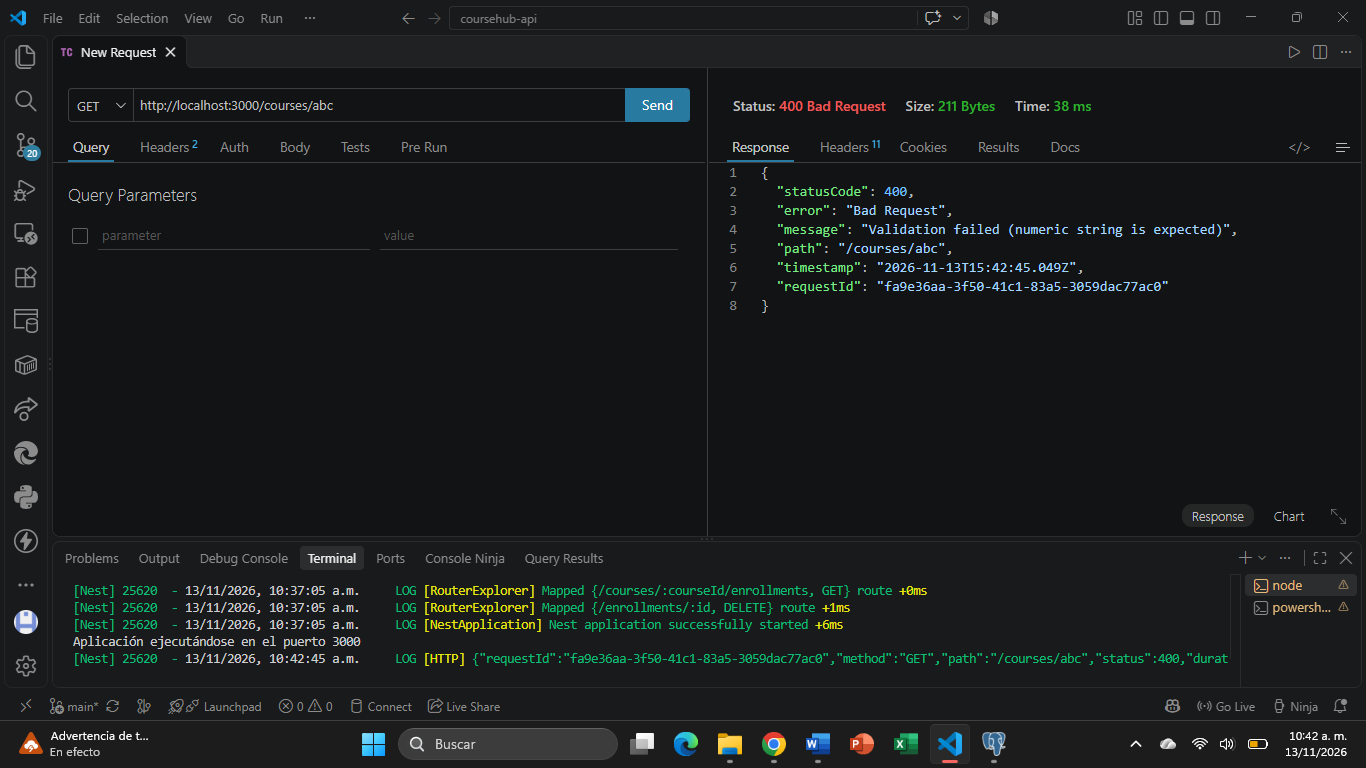 File Edit Selection View Go Run ···
coursehub-api
TC New Request
GET http://localhost:3000/courses/abc Send
Query Headers 2 Auth Body Tests Pre Run
Query Parameters
parameter value
Status: 400 Bad Request Size: 211 Bytes Time: 38 ms
Response Headers 11 Cookies Results Docs
1 {
2 "statusCode": 400,
3 "error": "Bad Request",
4 "message": "Validation failed (numeric string is expected)",
5 "path": "/courses/abc",
6 "timestamp": "2026-11-13T15:42:45.049Z",
7 "requestId": "fa9e36aa-3f50-41c1-83a5-3059dac77ac0"
8 }
Response Chart
20
Problems Output Debug Console Terminal Ports Console Ninja Query Results
[Nest] 25620 - 13/11/2026, 10:37:05 a.m. LOG [RouterExplorer] Mapped {/courses/:courseId/enrollments, GET} route +0ms
[Nest] 25620 - 13/11/2026, 10:37:05 a.m. LOG [RouterExplorer] Mapped {/enrollments/:id, DELETE} route +1ms
[Nest] 25620 - 13/11/2026, 10:37:05 a.m. LOG [NestApplication] Nest application successfully started +6ms
Aplicación ejecutándose en el puerto 3000
[Nest] 25620 - 13/11/2026, 10:42:45 a.m. LOG [HTTP] {"requestId":"fa9e36aa-3f50-41c1-83a5-3059dac77ac0","method":"GET","path":"/courses/abc","status":400,"durat
node
powersh...
main* Launchpad 0 0 Connect Live Share Go Live Ninja
Advertencia de t...
En efecto
Buscar
10:42 a. m.
13/11/2026